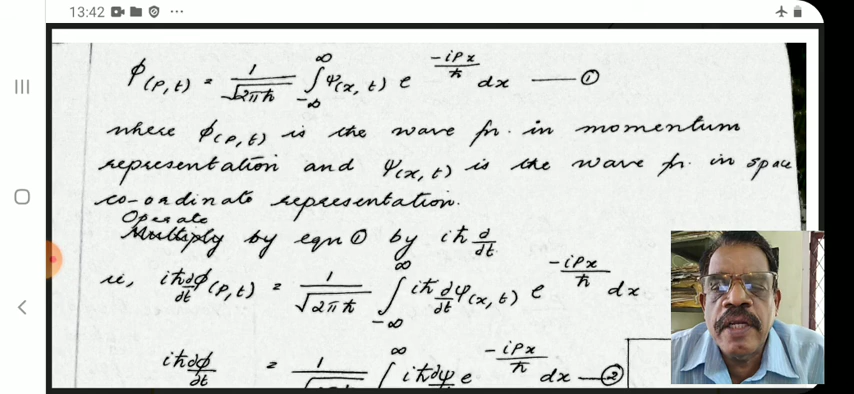 13:42
ϕ(p,t) = 1/√2πħ ∫_{-∞}^{∞} ψ(x,t) e^{-ipx/ħ} dx —— ①
where ϕ(p,t) is the wave fn. in momentum
representation and ψ(x,t) is the wave fn. in space
co-ordinate representation.
Operate
Multiply by eqn ① by iħ d/dt
ie, iħ d/dt ϕ(p,t) = 1/√2πħ ∫_{-∞}^{∞} iħ d/dt ψ(x,t) e^{-ipx/ħ} dx
iħ dϕ/dt = 1/√2πħ ∫^{∞} iħ dψ e^{-ipx/ħ} dx —②